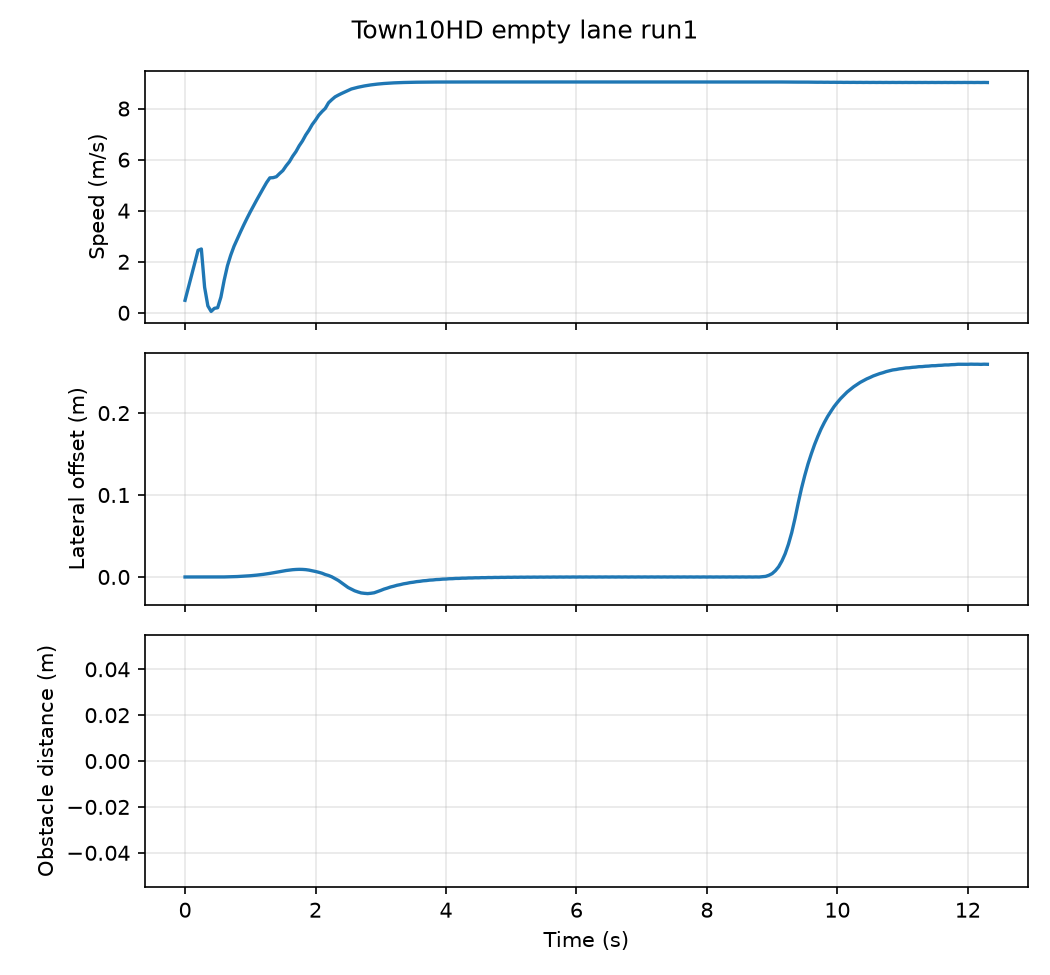 Town10HD empty lane run1
Speed (m/s)
8
6
4
2
0
Lateral offset (m)
0.2
0.1
0.0
Obstacle distance (m)
0.04
0.02
0.00
−0.02
−0.04
0 2 4 6 8 10 12
Time (s)